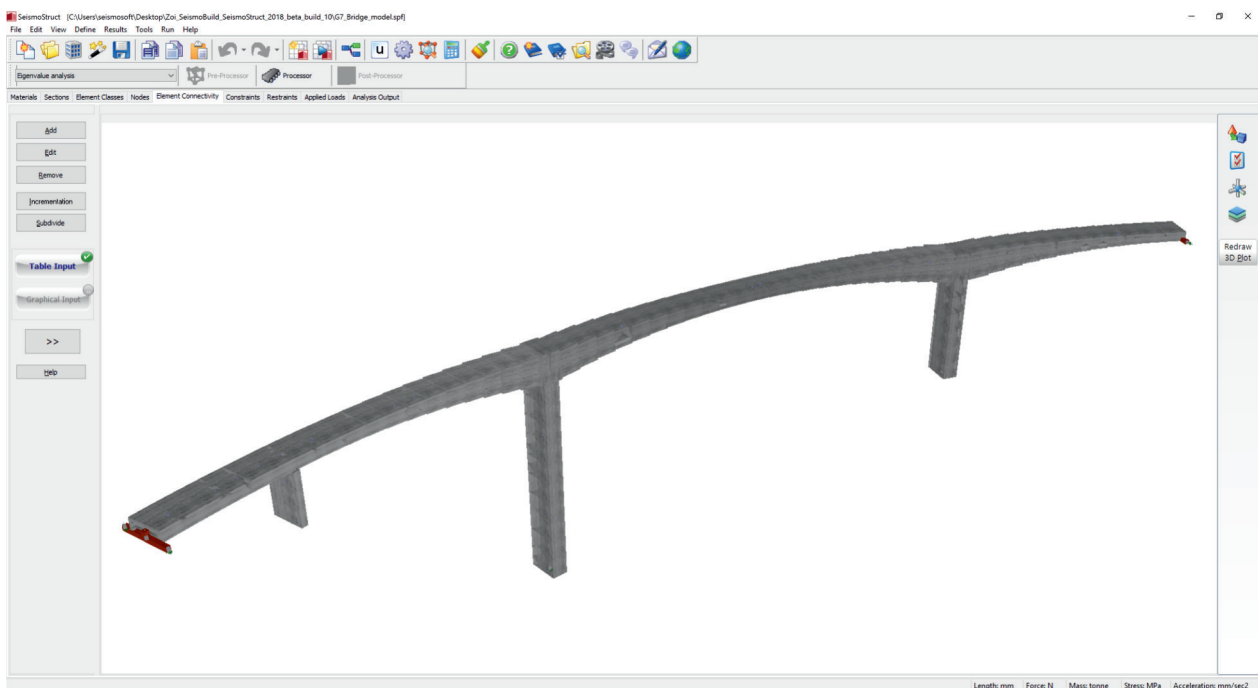 SeismoStruct [C:\Users\seismosoft\Desktop\Zoi_SeismoBuild_SeismoStruct_2018_beta_build_10\G7_Bridge_model.spf]
File Edit View Define Results Tools Run Help
u
Eigenvalue analysis Pre-Processor Processor Post-Processor
Materials Sections Element Classes Nodes Element Connectivity Constraints Restraints Applied Loads Analysis Output
Add
Edit
Remove
Incrementation
Subdivide
Table Input
Graphical Input
>>
Help
Redraw
3D Plot
Length: mm Force: N Mass: tonne Stress: MPa Acceleration: mm/sec2